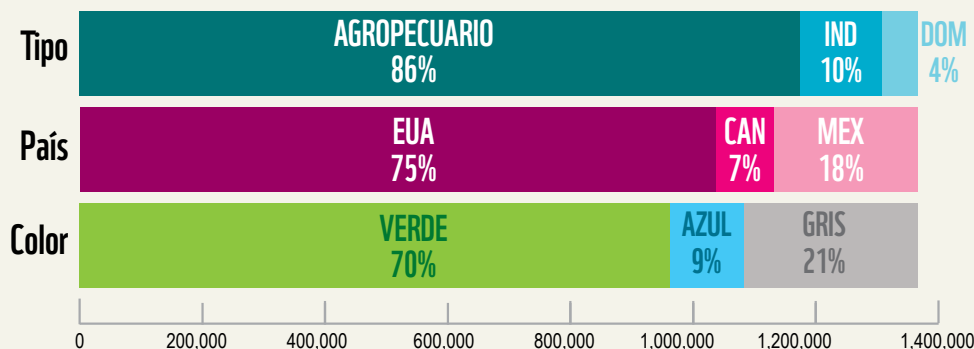 Tipo
AGROPECUARIO
86%
IND
10%
DOM
4%
País
EUA
75%
CAN
7%
MEX
18%
Color
VERDE
70%
AZUL
9%
GRIS
21%
0 200,000 400,000 600,000 800,000 1,000,000 1,200,000 1,400,000